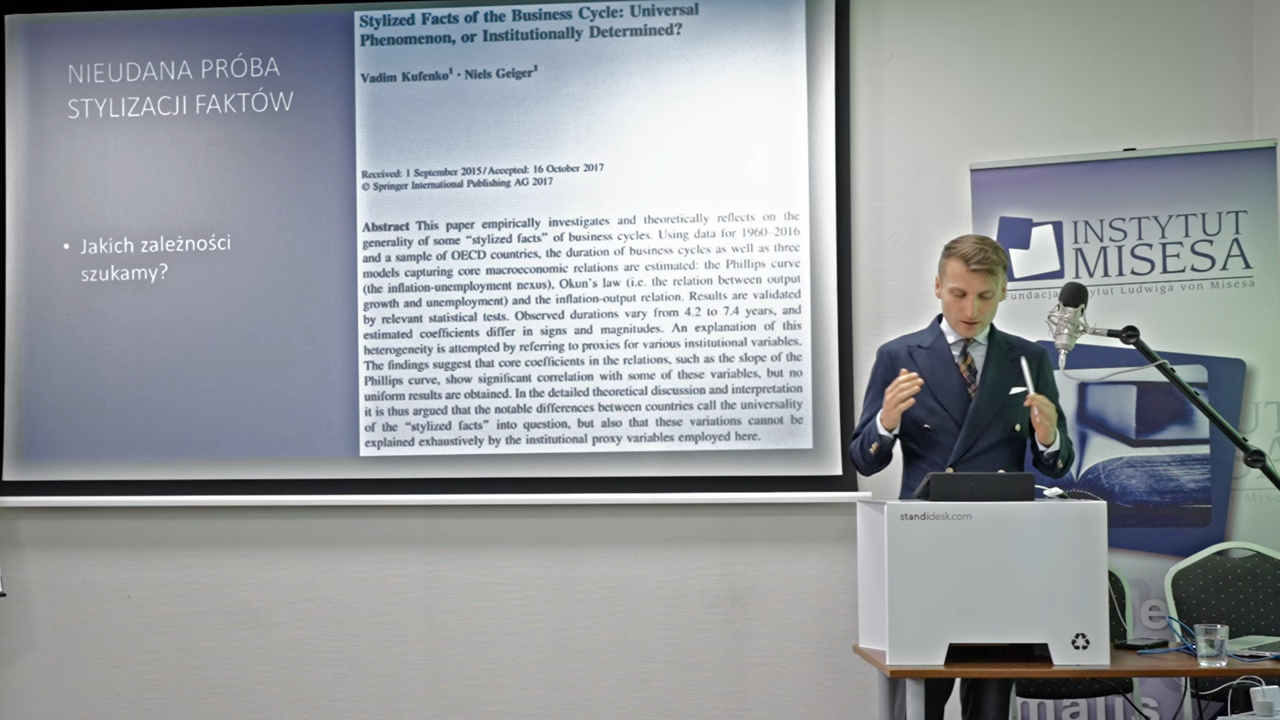 NIEUDANA PRÓBA
STYLIZACJI FAKTÓW
• Jakich zależności
szukamy?
Stylized Facts of the Business Cycle: Universal
Phenomenon, or Institutionally Determined?
Vadim Kufenko¹ · Niels Geiger¹
Received: 1 September 2015 / Accepted: 16 October 2017
© Springer International Publishing AG 2017
Abstract This paper empirically investigates and theoretically reflects on the
generality of some “stylized facts” of business cycles. Using data for 1960–2016
and a sample of OECD countries, the duration of business cycles as well as three
models capturing core macroeconomic relations are estimated: the Phillips curve
(the inflation-unemployment nexus), Okun’s law (i.e. the relation between output
growth and unemployment) and the inflation-output relation. Results are validated
by relevant statistical tests. Observed durations vary from 4.2 to 7.4 years, and
estimated coefficients differ in signs and magnitudes. An explanation of this
heterogeneity is attempted by referring to proxies for various institutional variables.
The findings suggest that core coefficients in the relations, such as the slope of the
Phillips curve, show significant correlation with some of these variables, but no
uniform results are obtained. In the detailed theoretical discussion and interpretation
it is thus argued that the notable differences between countries call the universality
of the “stylized facts” into question, but also that these variations cannot be
explained exhaustively by the institutional proxy variables employed here.
INSTYTUT
MISESA
Ludwiga von Misesa
standidesk.com